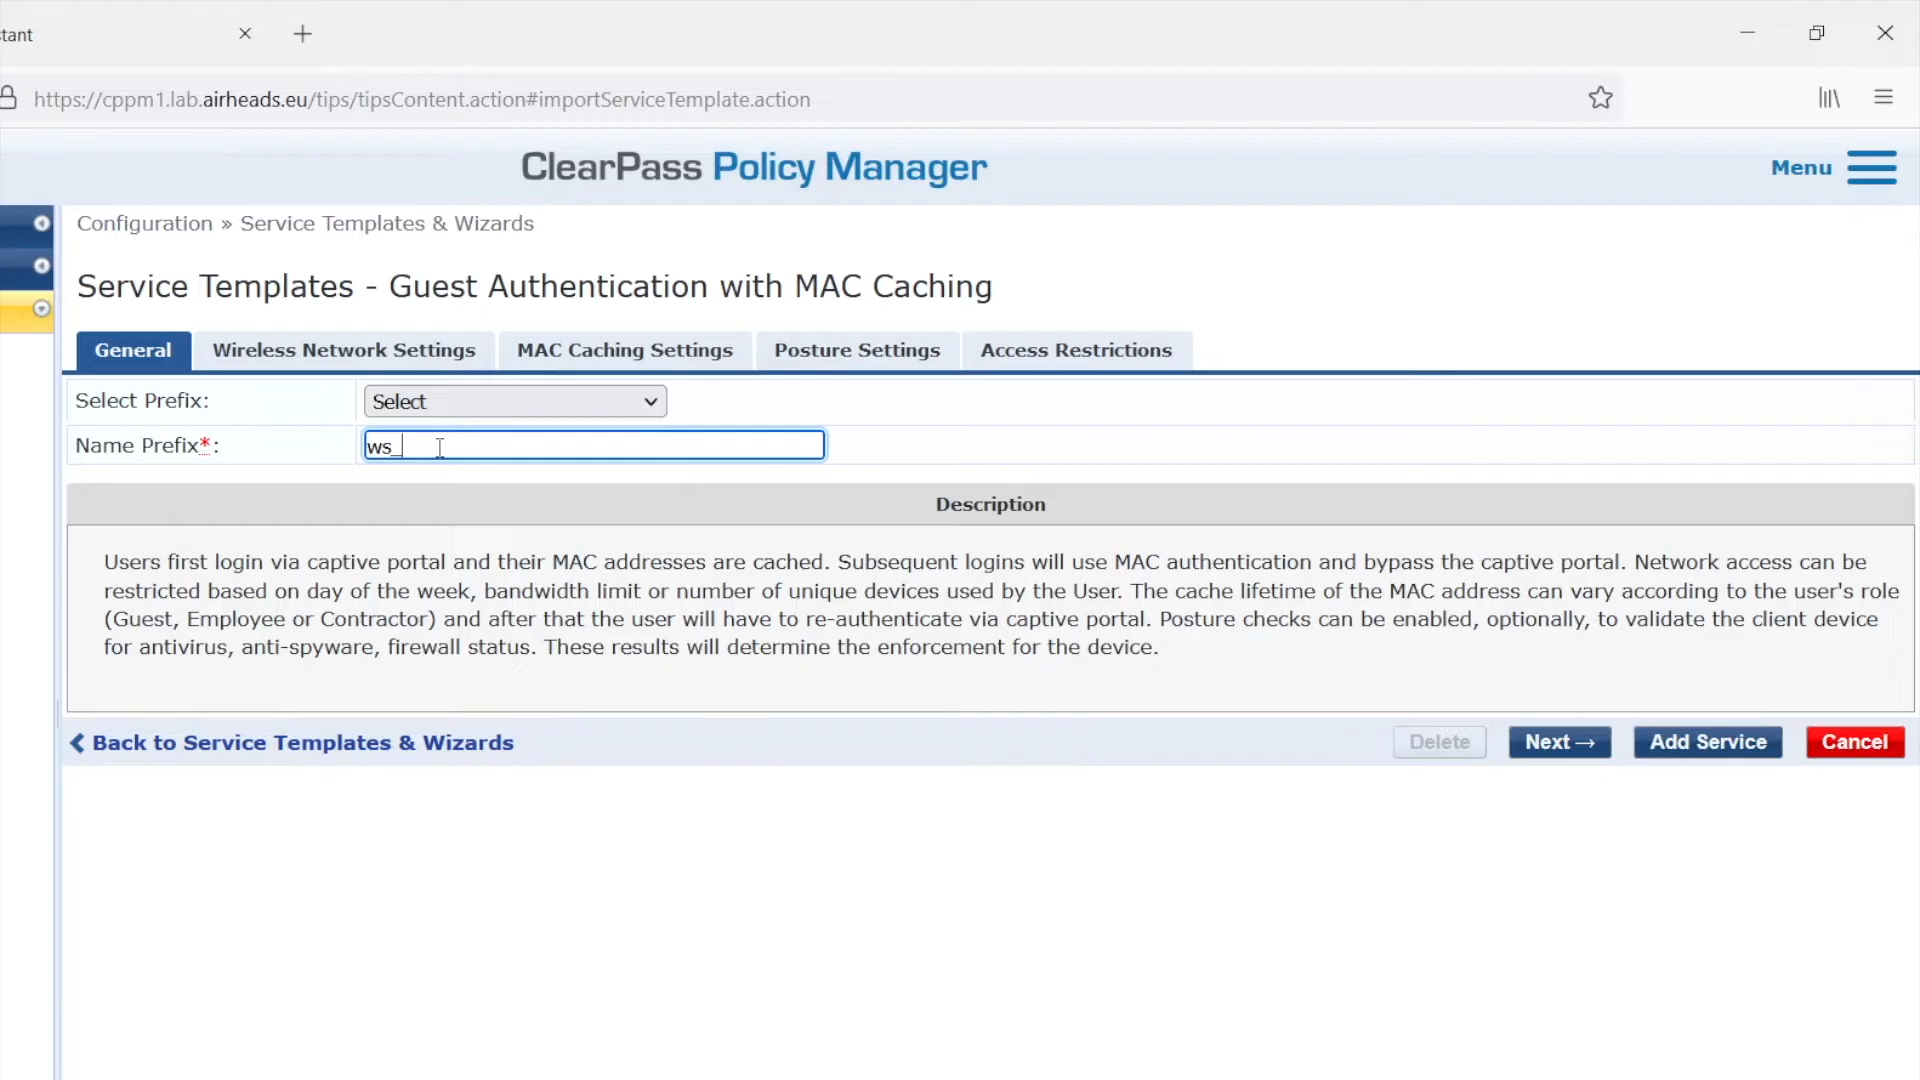 tant
https://cppm1.lab.airheads.eu/tips/tipsContent.action#importServiceTemplate.action
ClearPass Policy Manager
Menu
Configuration » Service Templates & Wizards
Service Templates - Guest Authentication with MAC Caching
General
Wireless Network Settings
MAC Caching Settings
Posture Settings
Access Restrictions
Select Prefix:
Select
Name Prefix*:
ws_
Description
Users first login via captive portal and their MAC addresses are cached. Subsequent logins will use MAC authentication and bypass the captive portal. Network access can be
restricted based on day of the week, bandwidth limit or number of unique devices used by the User. The cache lifetime of the MAC address can vary according to the user's role
(Guest, Employee or Contractor) and after that the user will have to re-authenticate via captive portal. Posture checks can be enabled, optionally, to validate the client device
for antivirus, anti-spyware, firewall status. These results will determine the enforcement for the device.
Back to Service Templates & Wizards
Delete
Next →
Add Service
Cancel